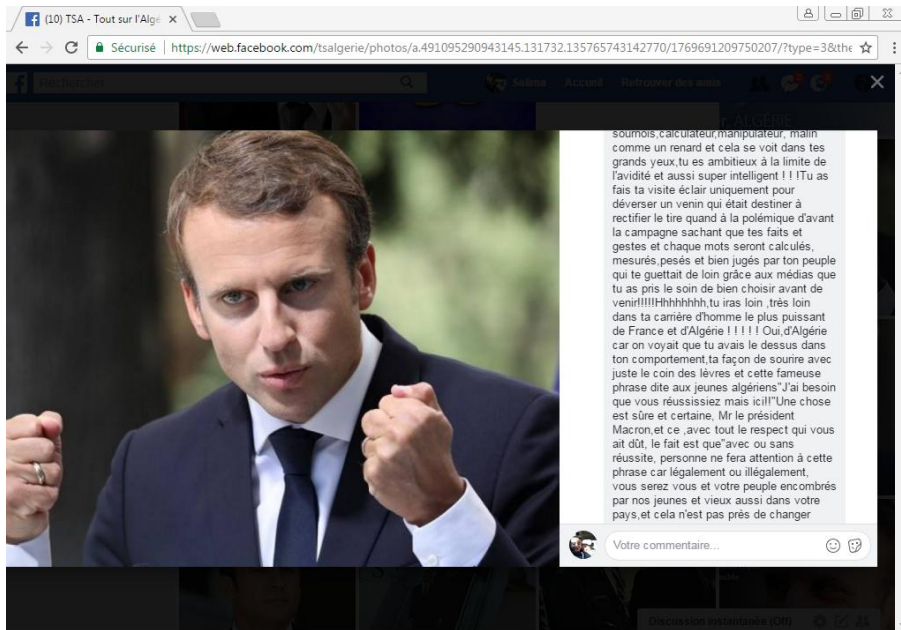 (10) TSA - Tout sur l'Algé
Sécurisé | https://web.facebook.com/tsalgerie/photos/a.491095290943145.131732.135765743142770/1769691209750207/?type=3&the
Rechercher
Salima Accueil Retrouver des amis
ALGÉRIE
sournois,calculateur,manipulateur, malin
comme un renard et cela se voit dans tes
grands yeux,tu es ambitieux à la limite de
l'avidité et aussi super intelligent ! ! !Tu as
fais ta visite éclair uniquement pour
déverser un venin qui était destiner à
rectifier le tire quand à la polémique d'avant
la campagne sachant que tes faits et
gestes et chaque mots seront calculés,
mesurés,pesés et bien jugés par ton peuple
qui te guettait de loin grâce aux médias que
tu as pris le soin de bien choisir avant de
venir!!!!!Hhhhhhhh,tu iras loin ,très loin
dans ta carrière d'homme le plus puissant
de France et d'Algérie ! ! ! ! ! Oui,d'Algérie
car on voyait que tu avais le dessus dans
ton comportement,ta façon de sourire avec
juste le coin des lèvres et cette fameuse
phrase dite aux jeunes algériens"J'ai besoin
que vous réussissiez mais ici!!"Une chose
est sûre et certaine, Mr le président
Macron,et ce ,avec tout le respect qui vous
ait dût, le fait est que"avec ou sans
réussite, personne ne fera attention à cette
phrase car légalement ou illégalement,
vous serez vous et votre peuple encombrés
par nos jeunes et vieux aussi dans votre
pays,et cela n'est pas près de changer
Votre commentaire...
Discussion instantanée (Off)